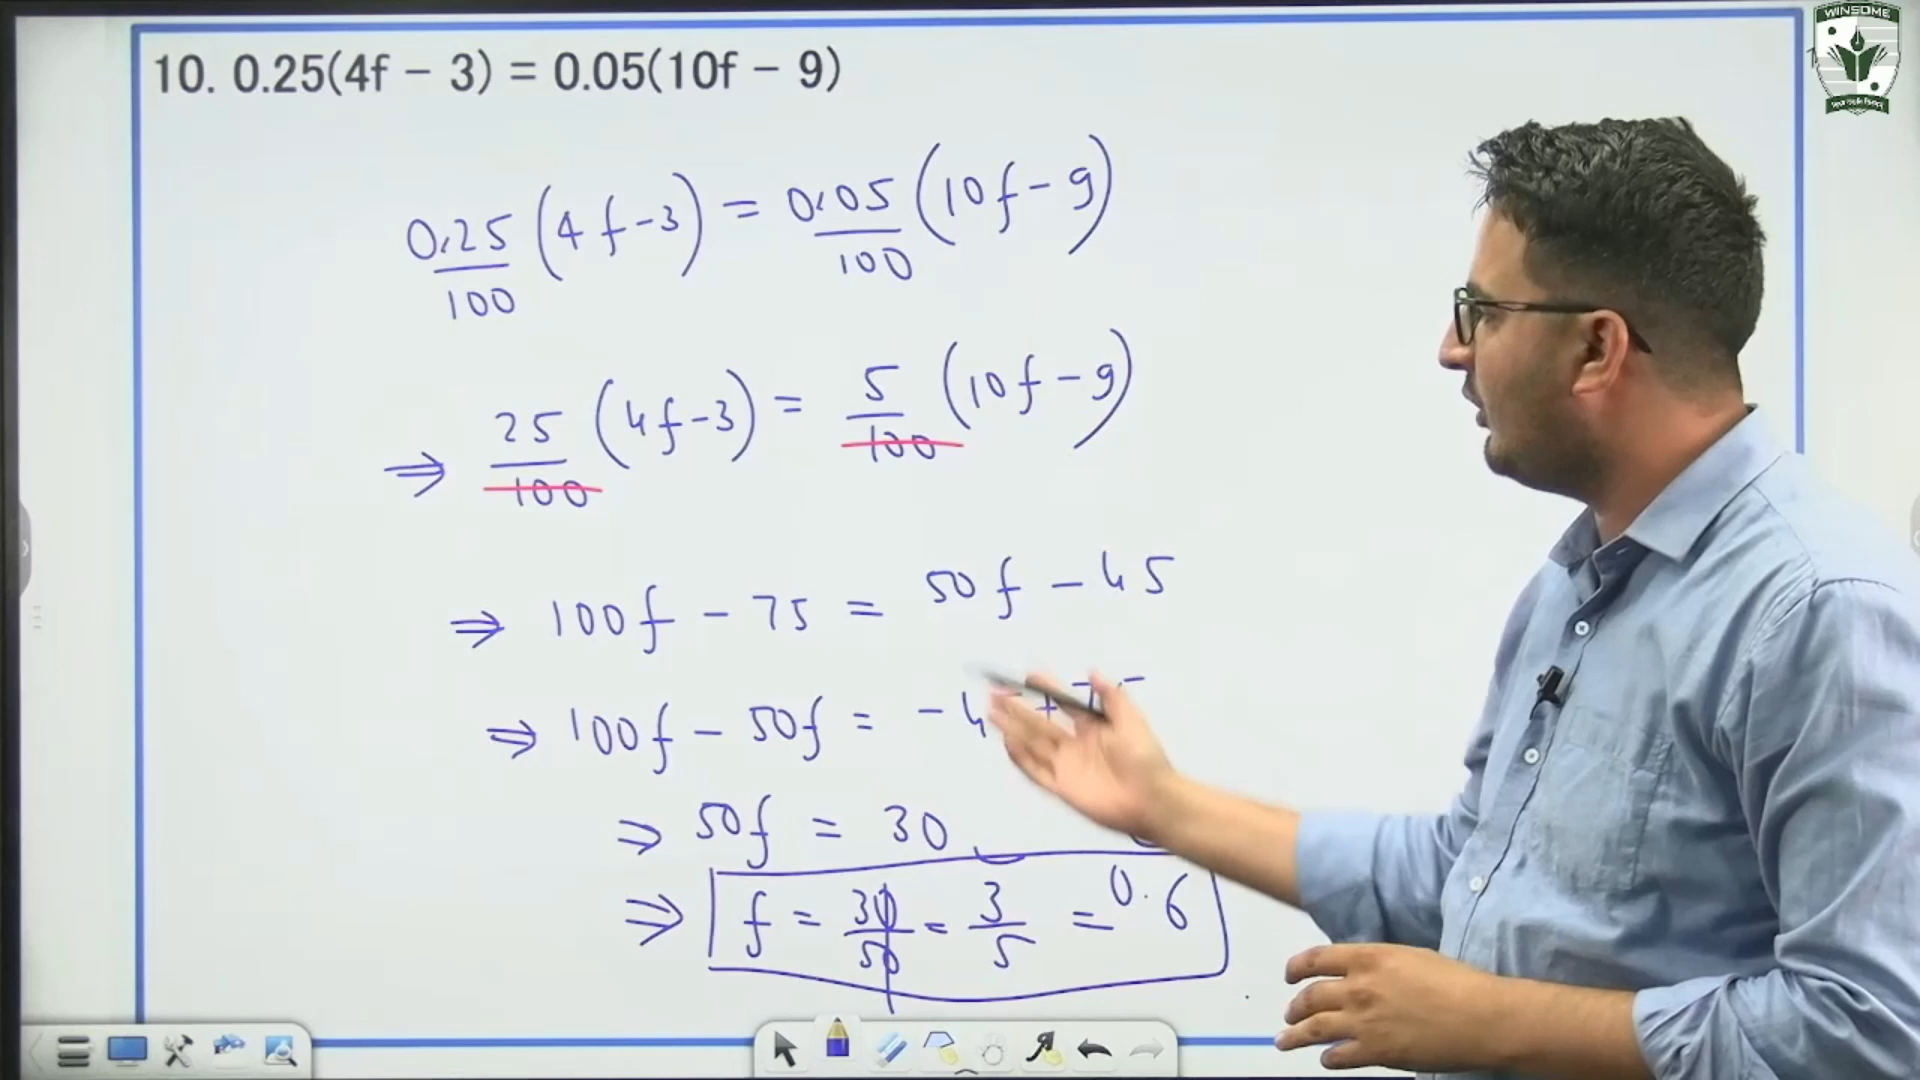 WINSOME
10. 0.25(4f − 3) = 0.05(10f − 9)
0.25/100 (4f-3) = 0.05/100 (10f-9)
⇒ 25/100 (4f-3) = 5/100 (10f-9)
⇒ 100f - 75 = 50f - 45
⇒ 100f - 50f = -4 +
⇒ 50f = 30
⇒ f = 30/50 = 3/5 = 0.6